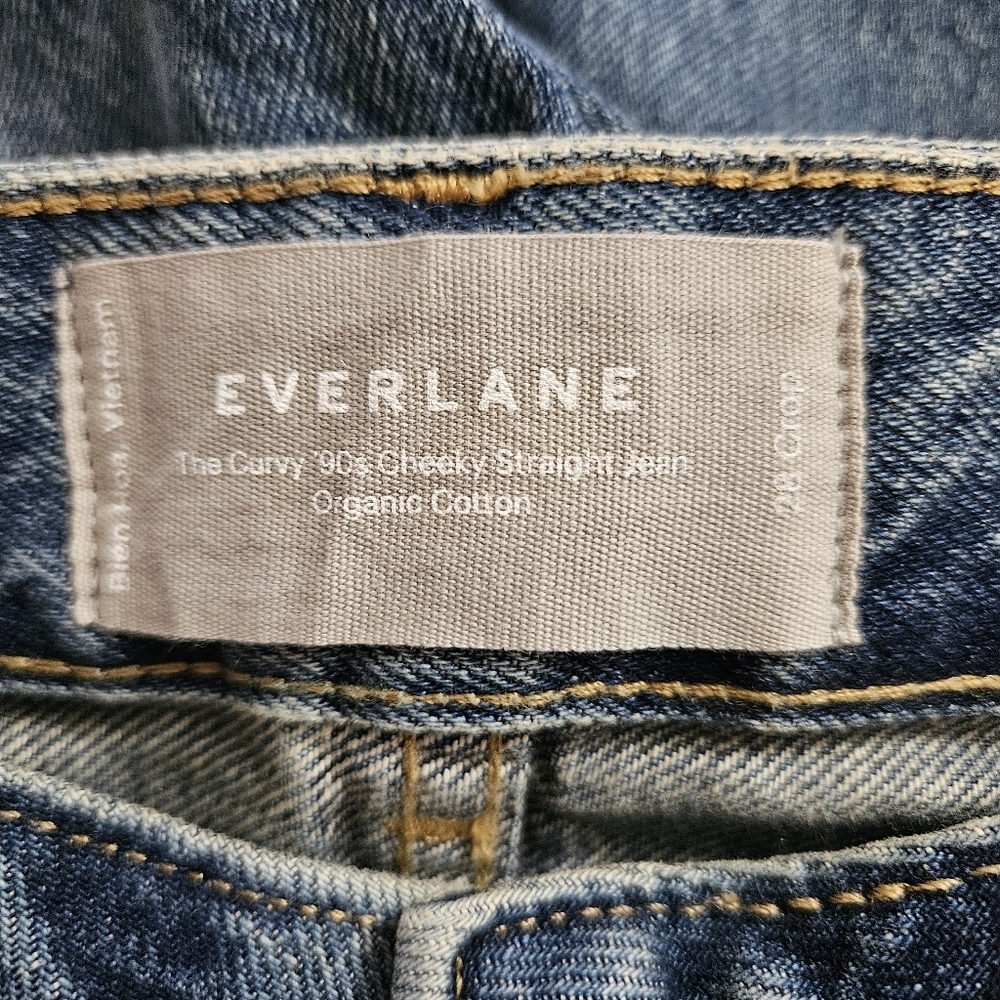 Bien Hoa Vietnam
EVERLANE
The Curvy '90s Cheeky Straight Jean
Organic Cotton
28 Crop